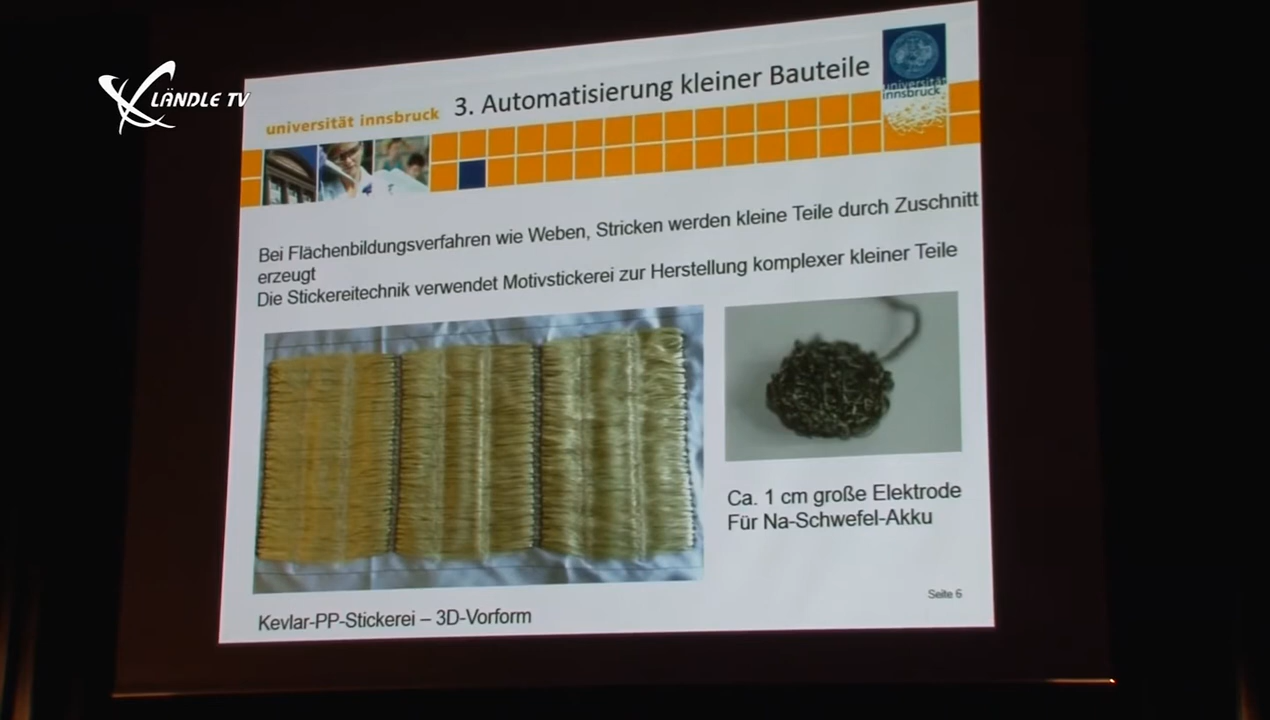 LÄNDLE TV
universität innsbruck
3. Automatisierung kleiner Bauteile
universität
innsbruck
Bei Flächenbildungsverfahren wie Weben, Stricken werden kleine Teile durch Zuschnitt
erzeugt
Die Stickereitechnik verwendet Motivstickerei zur Herstellung komplexer kleiner Teile
Ca. 1 cm große Elektrode
Für Na-Schwefel-Akku
Seite 6
Kevlar-PP-Stickerei – 3D-Vorform